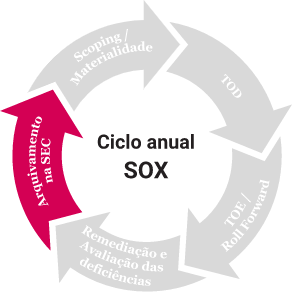 Scoping /
Materialidade
TOD
TOE /
Roll Forward
Remediação e
Avaliação das
deficiências
Arquivamento
na SEC
Ciclo anual
SOX